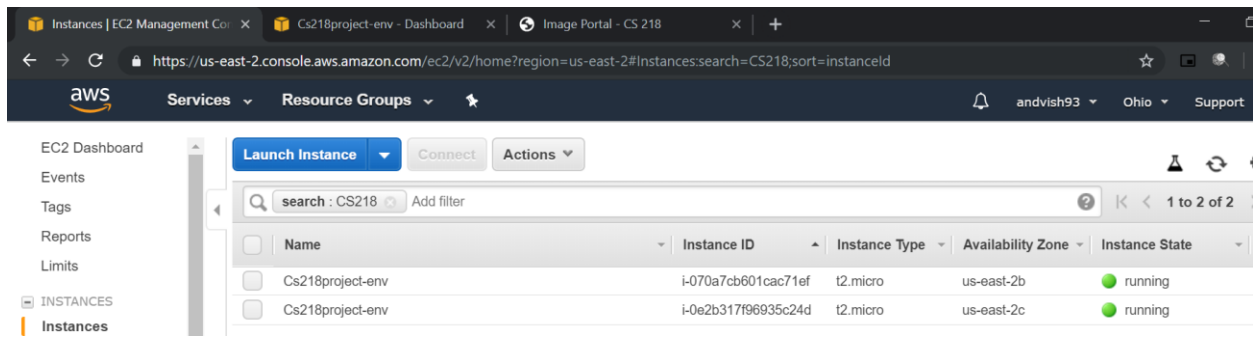 Instances | EC2 Management Co
Cs218project-env - Dashboard
Image Portal - CS 218
https://us-east-2.console.aws.amazon.com/ec2/v2/home?region=us-east-2#Instances:search=CS218;sort=instanceId
aws Services Resource Groups andvish93 Ohio Support
EC2 Dashboard
Events
Tags
Reports
Limits
INSTANCES
Instances
Launch Instance Connect Actions
search : CS218 Add filter 1 to 2 of 2
Name Instance ID Instance Type Availability Zone Instance State
Cs218project-env i-070a7cb601cac71ef t2.micro us-east-2b running
Cs218project-env i-0e2b317f96935c24d t2.micro us-east-2c running